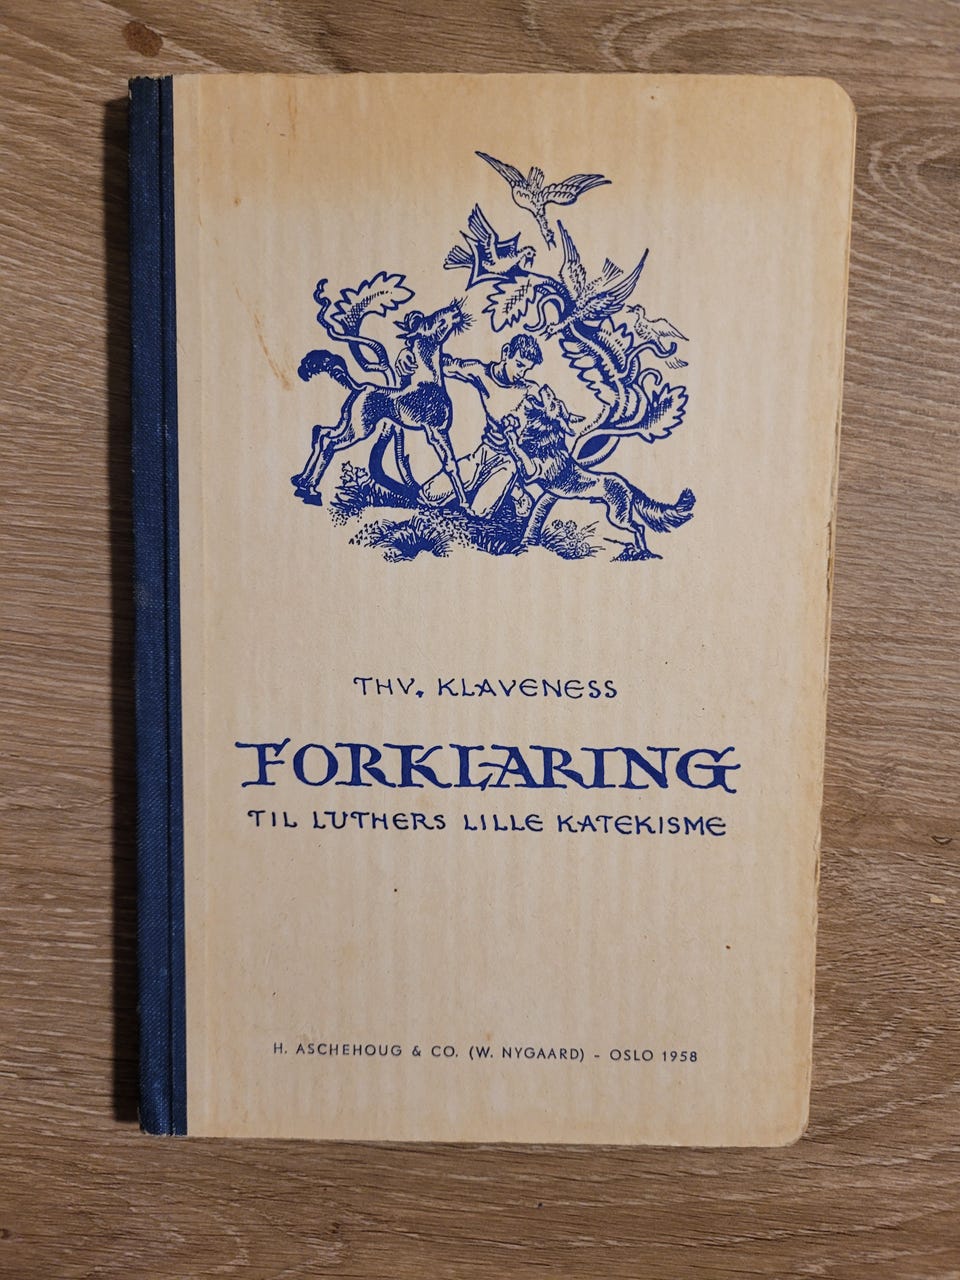 THV. KLAVENESS
FORKLARING
TIL LUTHERS LILLE KATEKISME
H. ASCHEHOUG & CO. (W. NYGAARD) - OSLO 1958